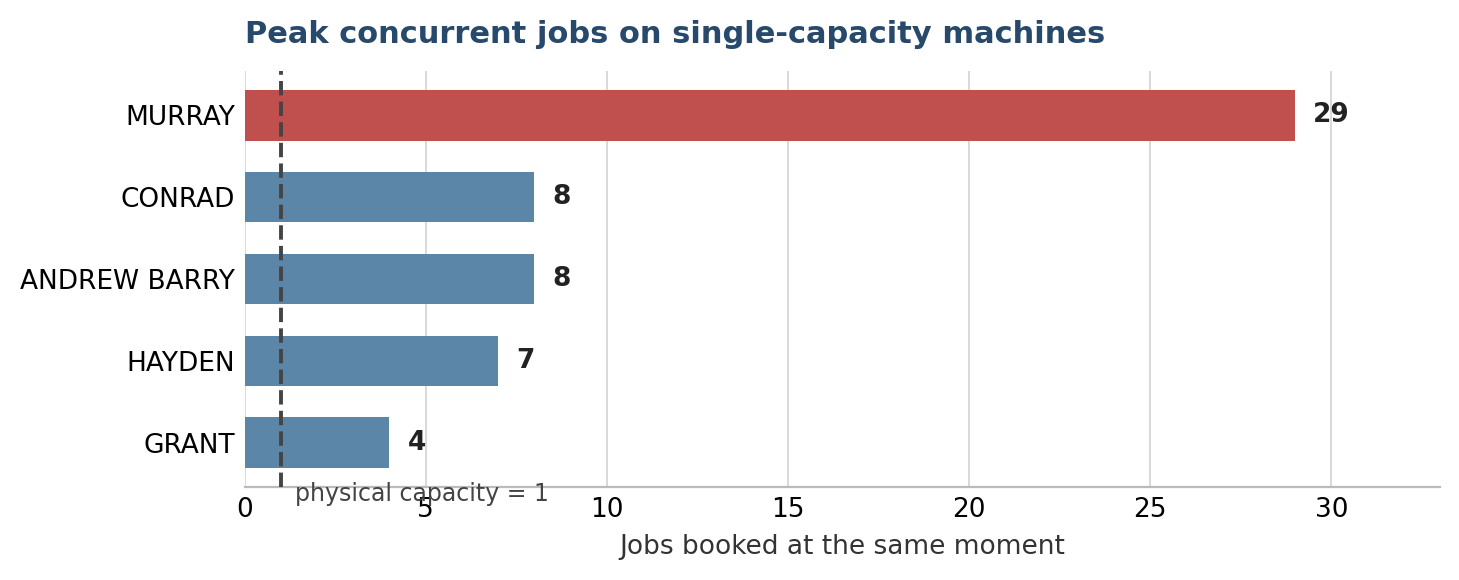 Peak concurrent jobs on single-capacity machines
MURRAY 29
CONRAD 8
ANDREW BARRY 8
HAYDEN 7
GRANT 4
physical capacity = 1
0 5 10 15 20 25 30
Jobs booked at the same moment